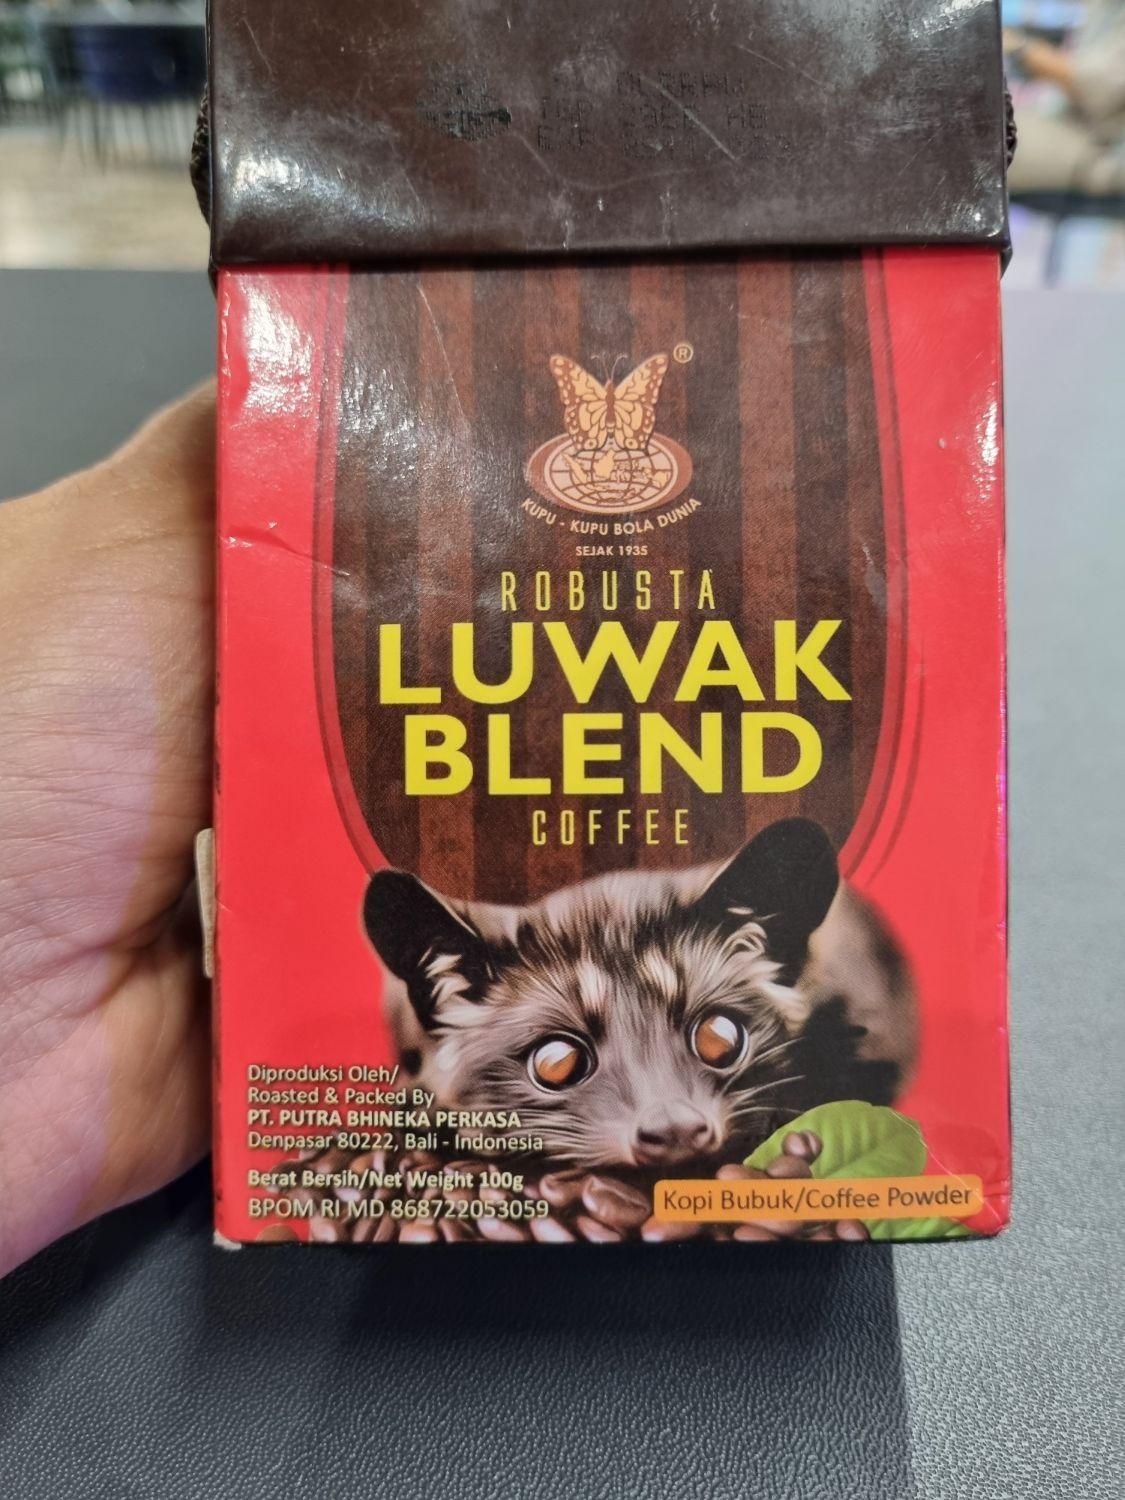 ®
KUPU - KUPU BOLA DUNIA
SEJAK 1935
ROBUSTA
LUWAK
BLEND
COFFEE
Diproduksi Oleh/
Roasted & Packed By
PT. PUTRA BHINEKA PERKASA
Denpasar 80222, Bali - Indonesia
Berat Bersih/Net Weight 100g
BPOM RI MD 868722053059
Kopi Bubuk/Coffee Powder